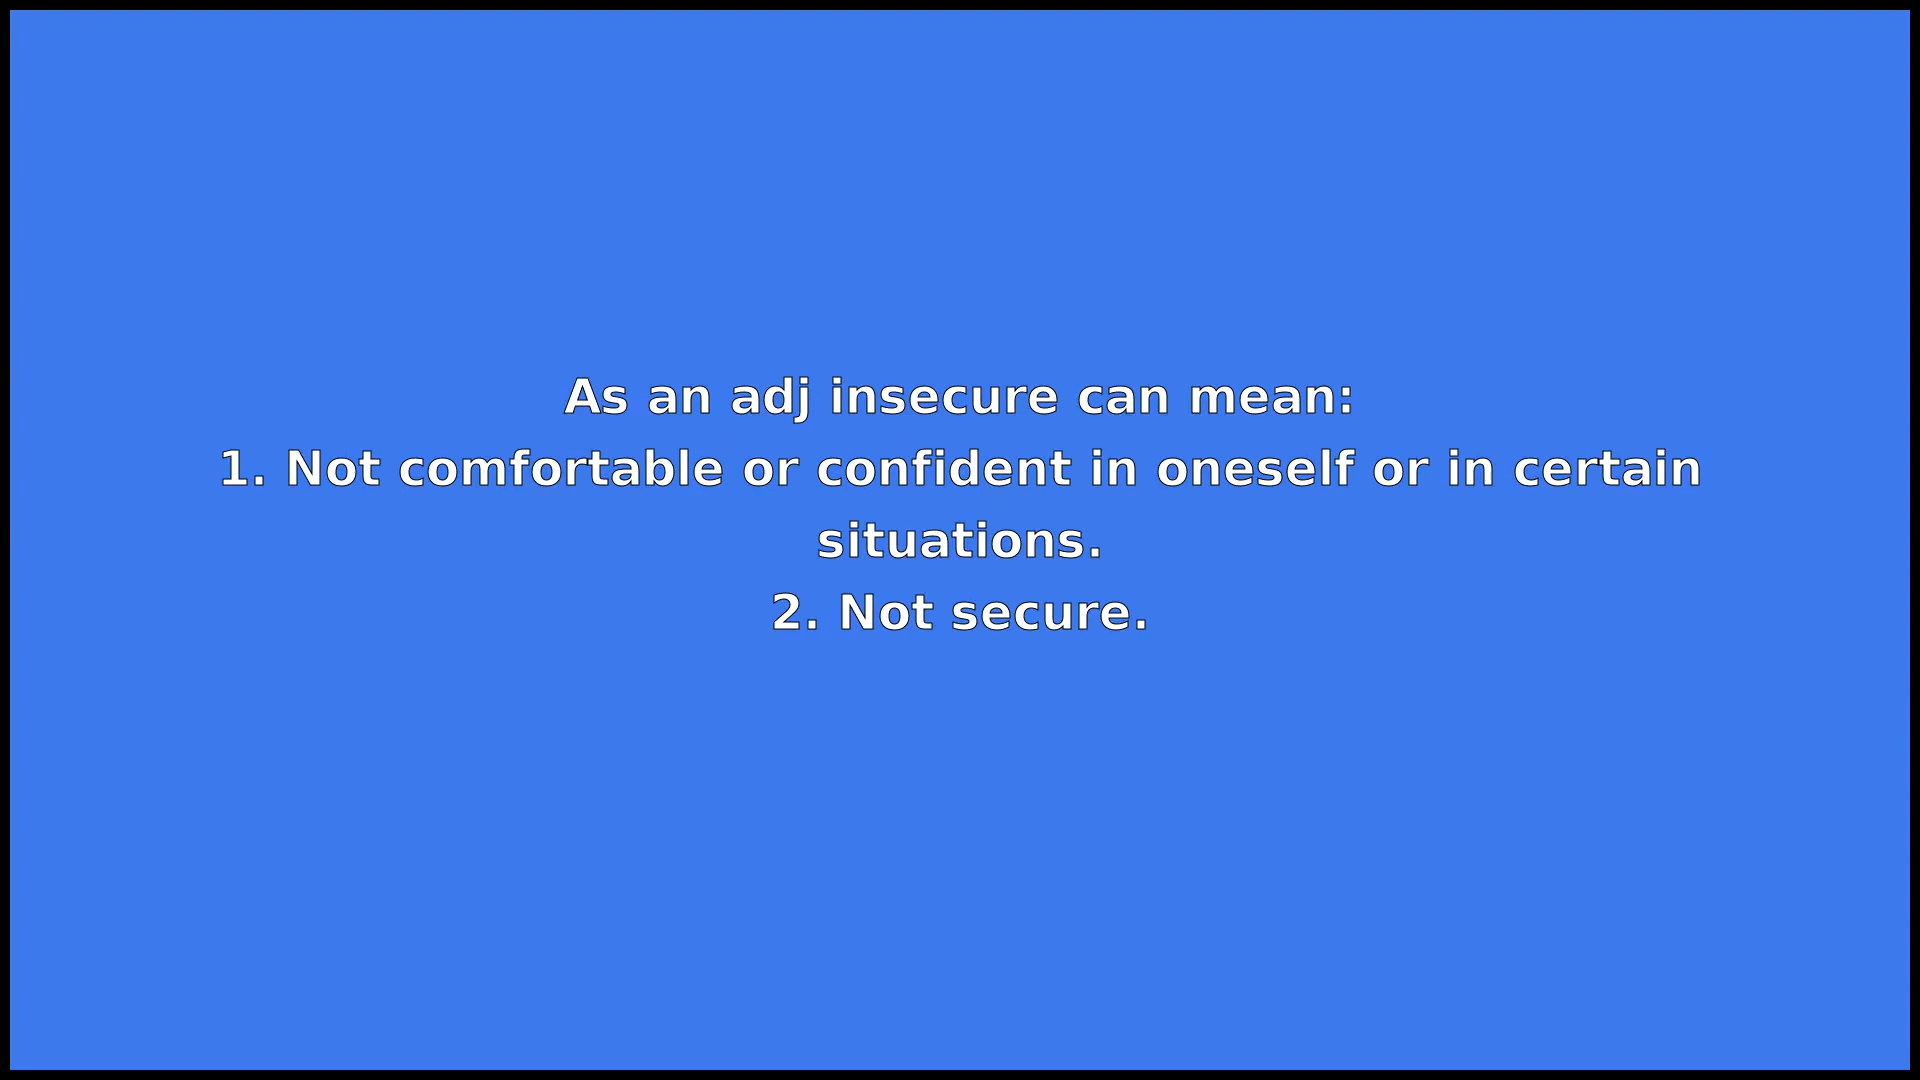 As an adj insecure can mean:
1. Not comfortable or confident in oneself or in certain
situations.
2. Not secure.